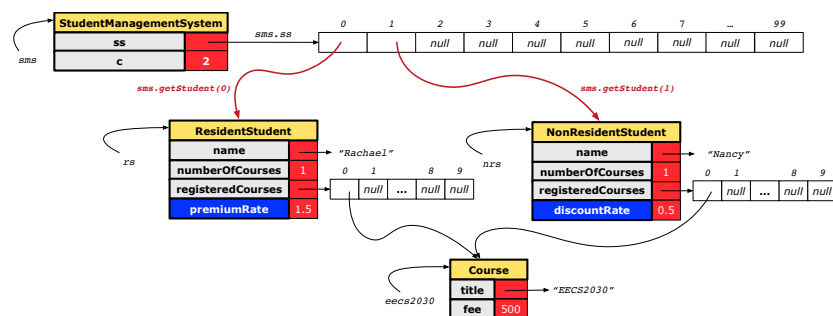 0 1 2 3 4 5 6 7 … 99
StudentManagementSystem
sms.ss
ss
null null null null null null null null
sms
c 2
sms.getStudent(0)
sms.getStudent(1)
ResidentStudent
NonResidentStudent
rs
name
"Rachael"
nrs
name
"Nancy"
numberOfCourses 1
0 1 8 9
numberOfCourses 1
0 1 8 9
registeredCourses
null … null null
registeredCourses
null … null null
premiumRate 1.5
discountRate 0.5
Course
eecs2030
title
"EECS2030"
fee 500